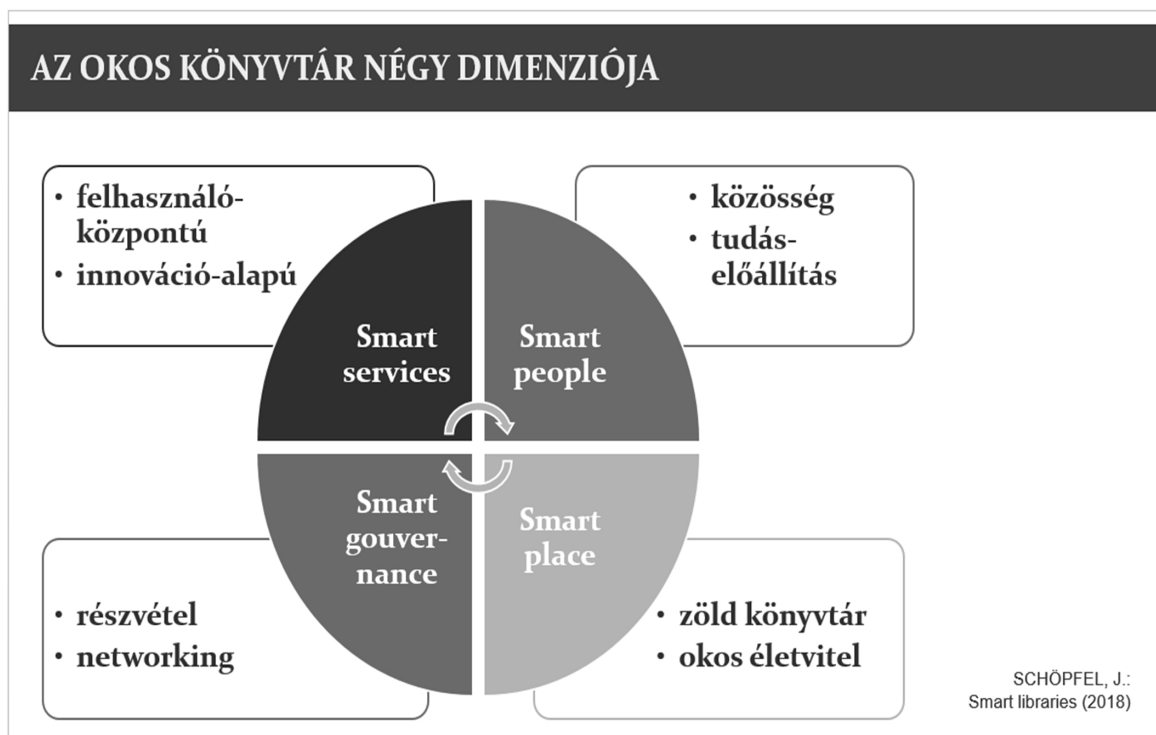 AZ OKOS KÖNYVTÁR NÉGY DIMENZIÓJA
• felhasználó-
központú
• innováció-alapú
• közösség
• tudás-
előállítás
Smart
services
Smart
people
Smart
gouver-
nance
Smart
place
• részvétel
• networking
• zöld könyvtár
• okos életvitel
SCHÖPFEL, J.:
Smart libraries (2018)